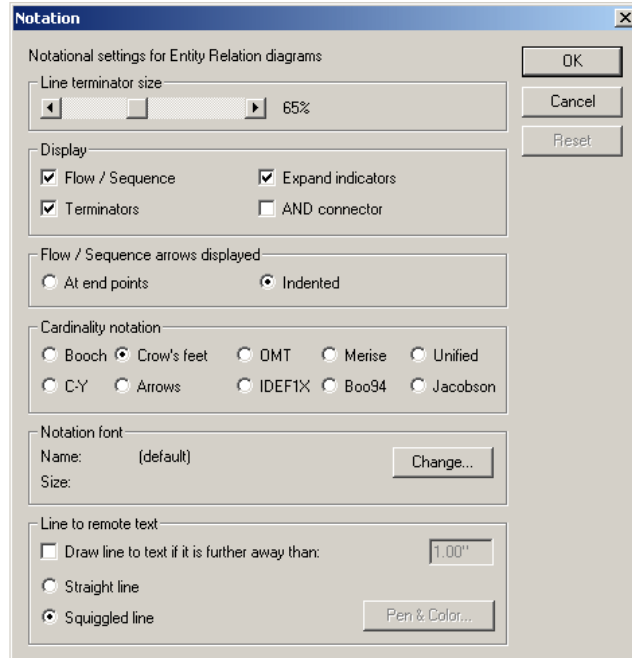 Notation
Notational settings for Entity Relation diagrams
OK
Line terminator size
65%
Cancel
Reset
Display
Flow / Sequence
Expand indicators
Terminators
AND connector
Flow / Sequence arrows displayed
At end points
Indented
Cardinality notation
Booch Crow's feet OMT Merise Unified
C-Y Arrows IDEF1X Boo94 Jacobson
Notation font
Name: (default)
Change...
Size:
Line to remote text
Draw line to text if it is further away than: 1.00"
Straight line
Squiggled line
Pen & Color...